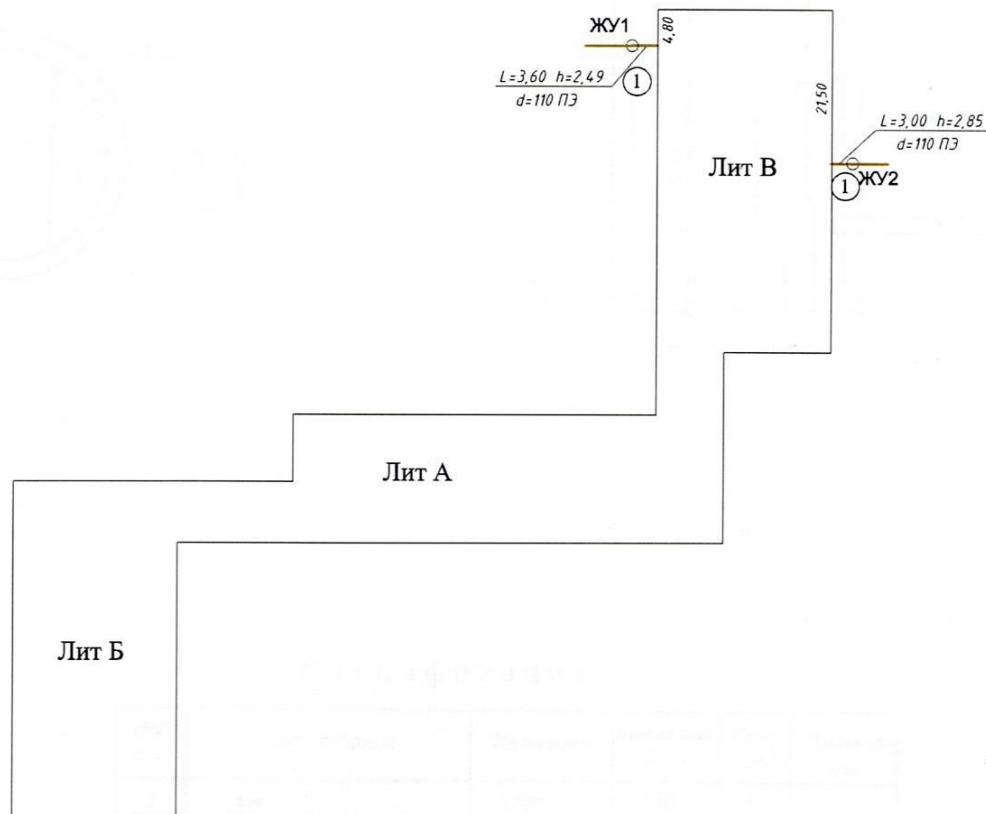 ЖУ1
4,80
L=3,60 h=2,49
d=110 ПЭ
1
21,50
L=3,00 h=2,85
d=110 ПЭ
Лит В
1
ЖУ2
Лит А
Лит Б